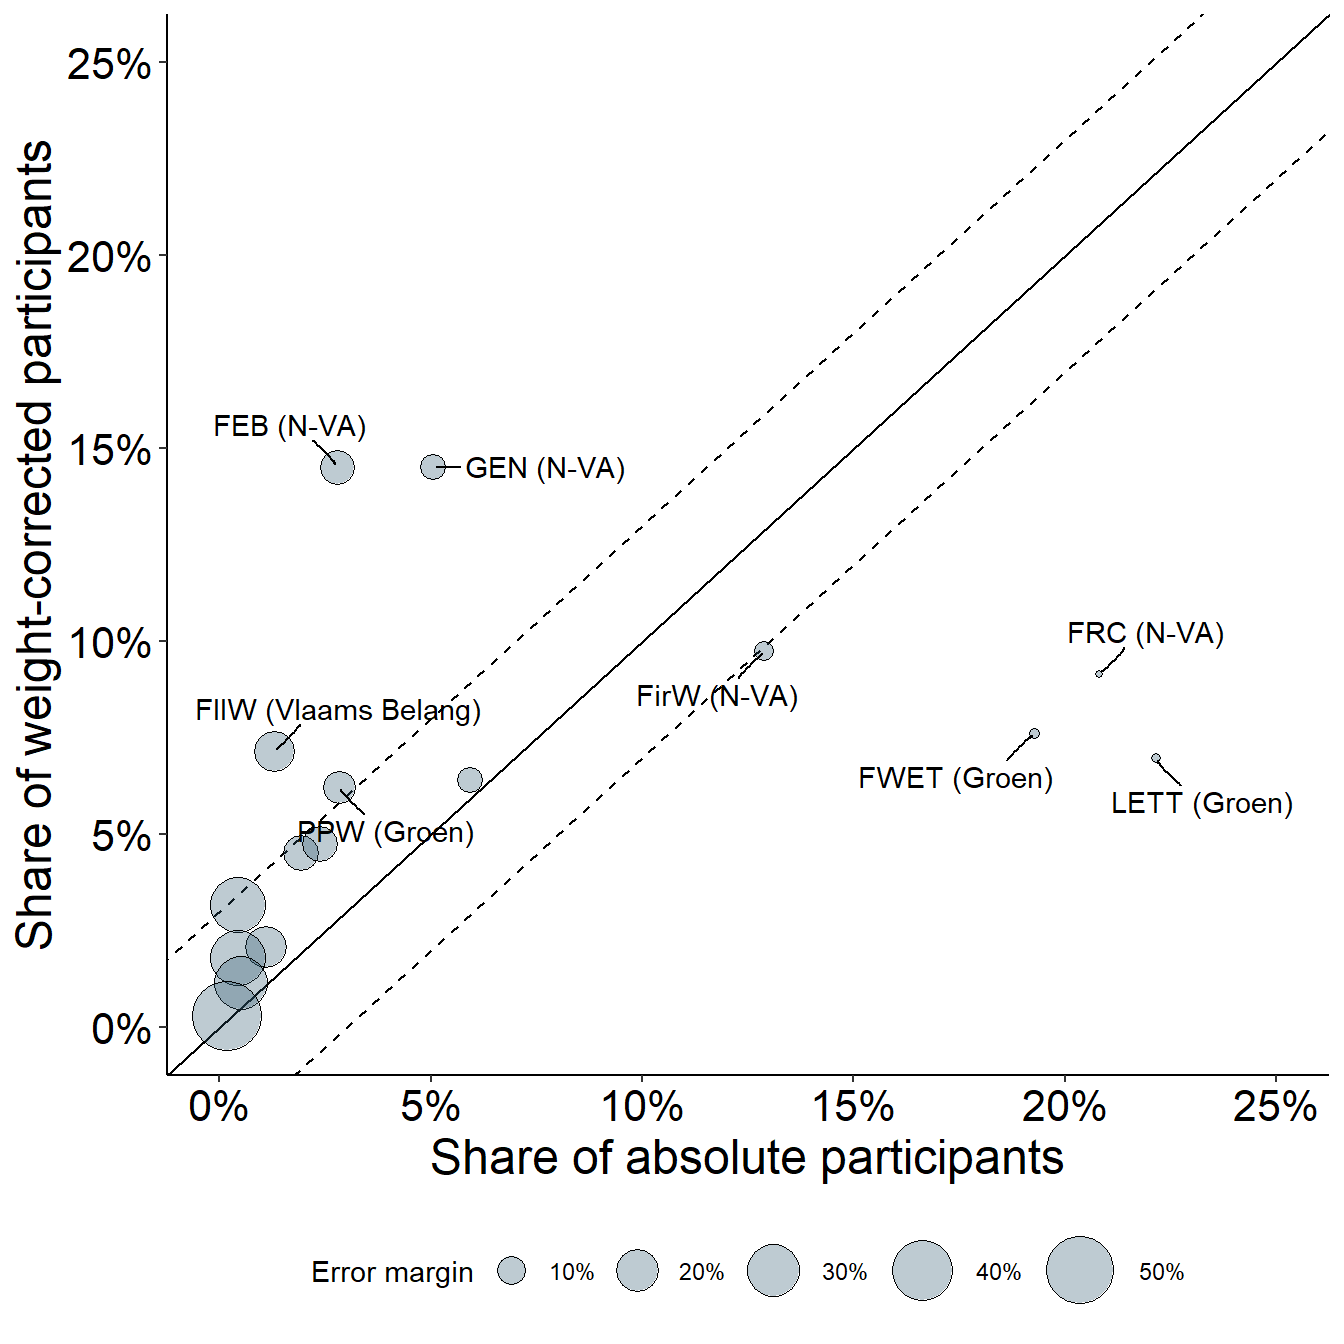 25%
20%
15%
10%
5%
0%
Share of weight-corrected participants
FEB (N-VA)
GEN (N-VA)
FRC (N-VA)
FirW (N-VA)
FIIW (Vlaams Belang)
FWET (Groen)
LETT (Groen)
PPW (Groen)
0% 5% 10% 15% 20% 25%
Share of absolute participants
Error margin 10% 20% 30% 40% 50%